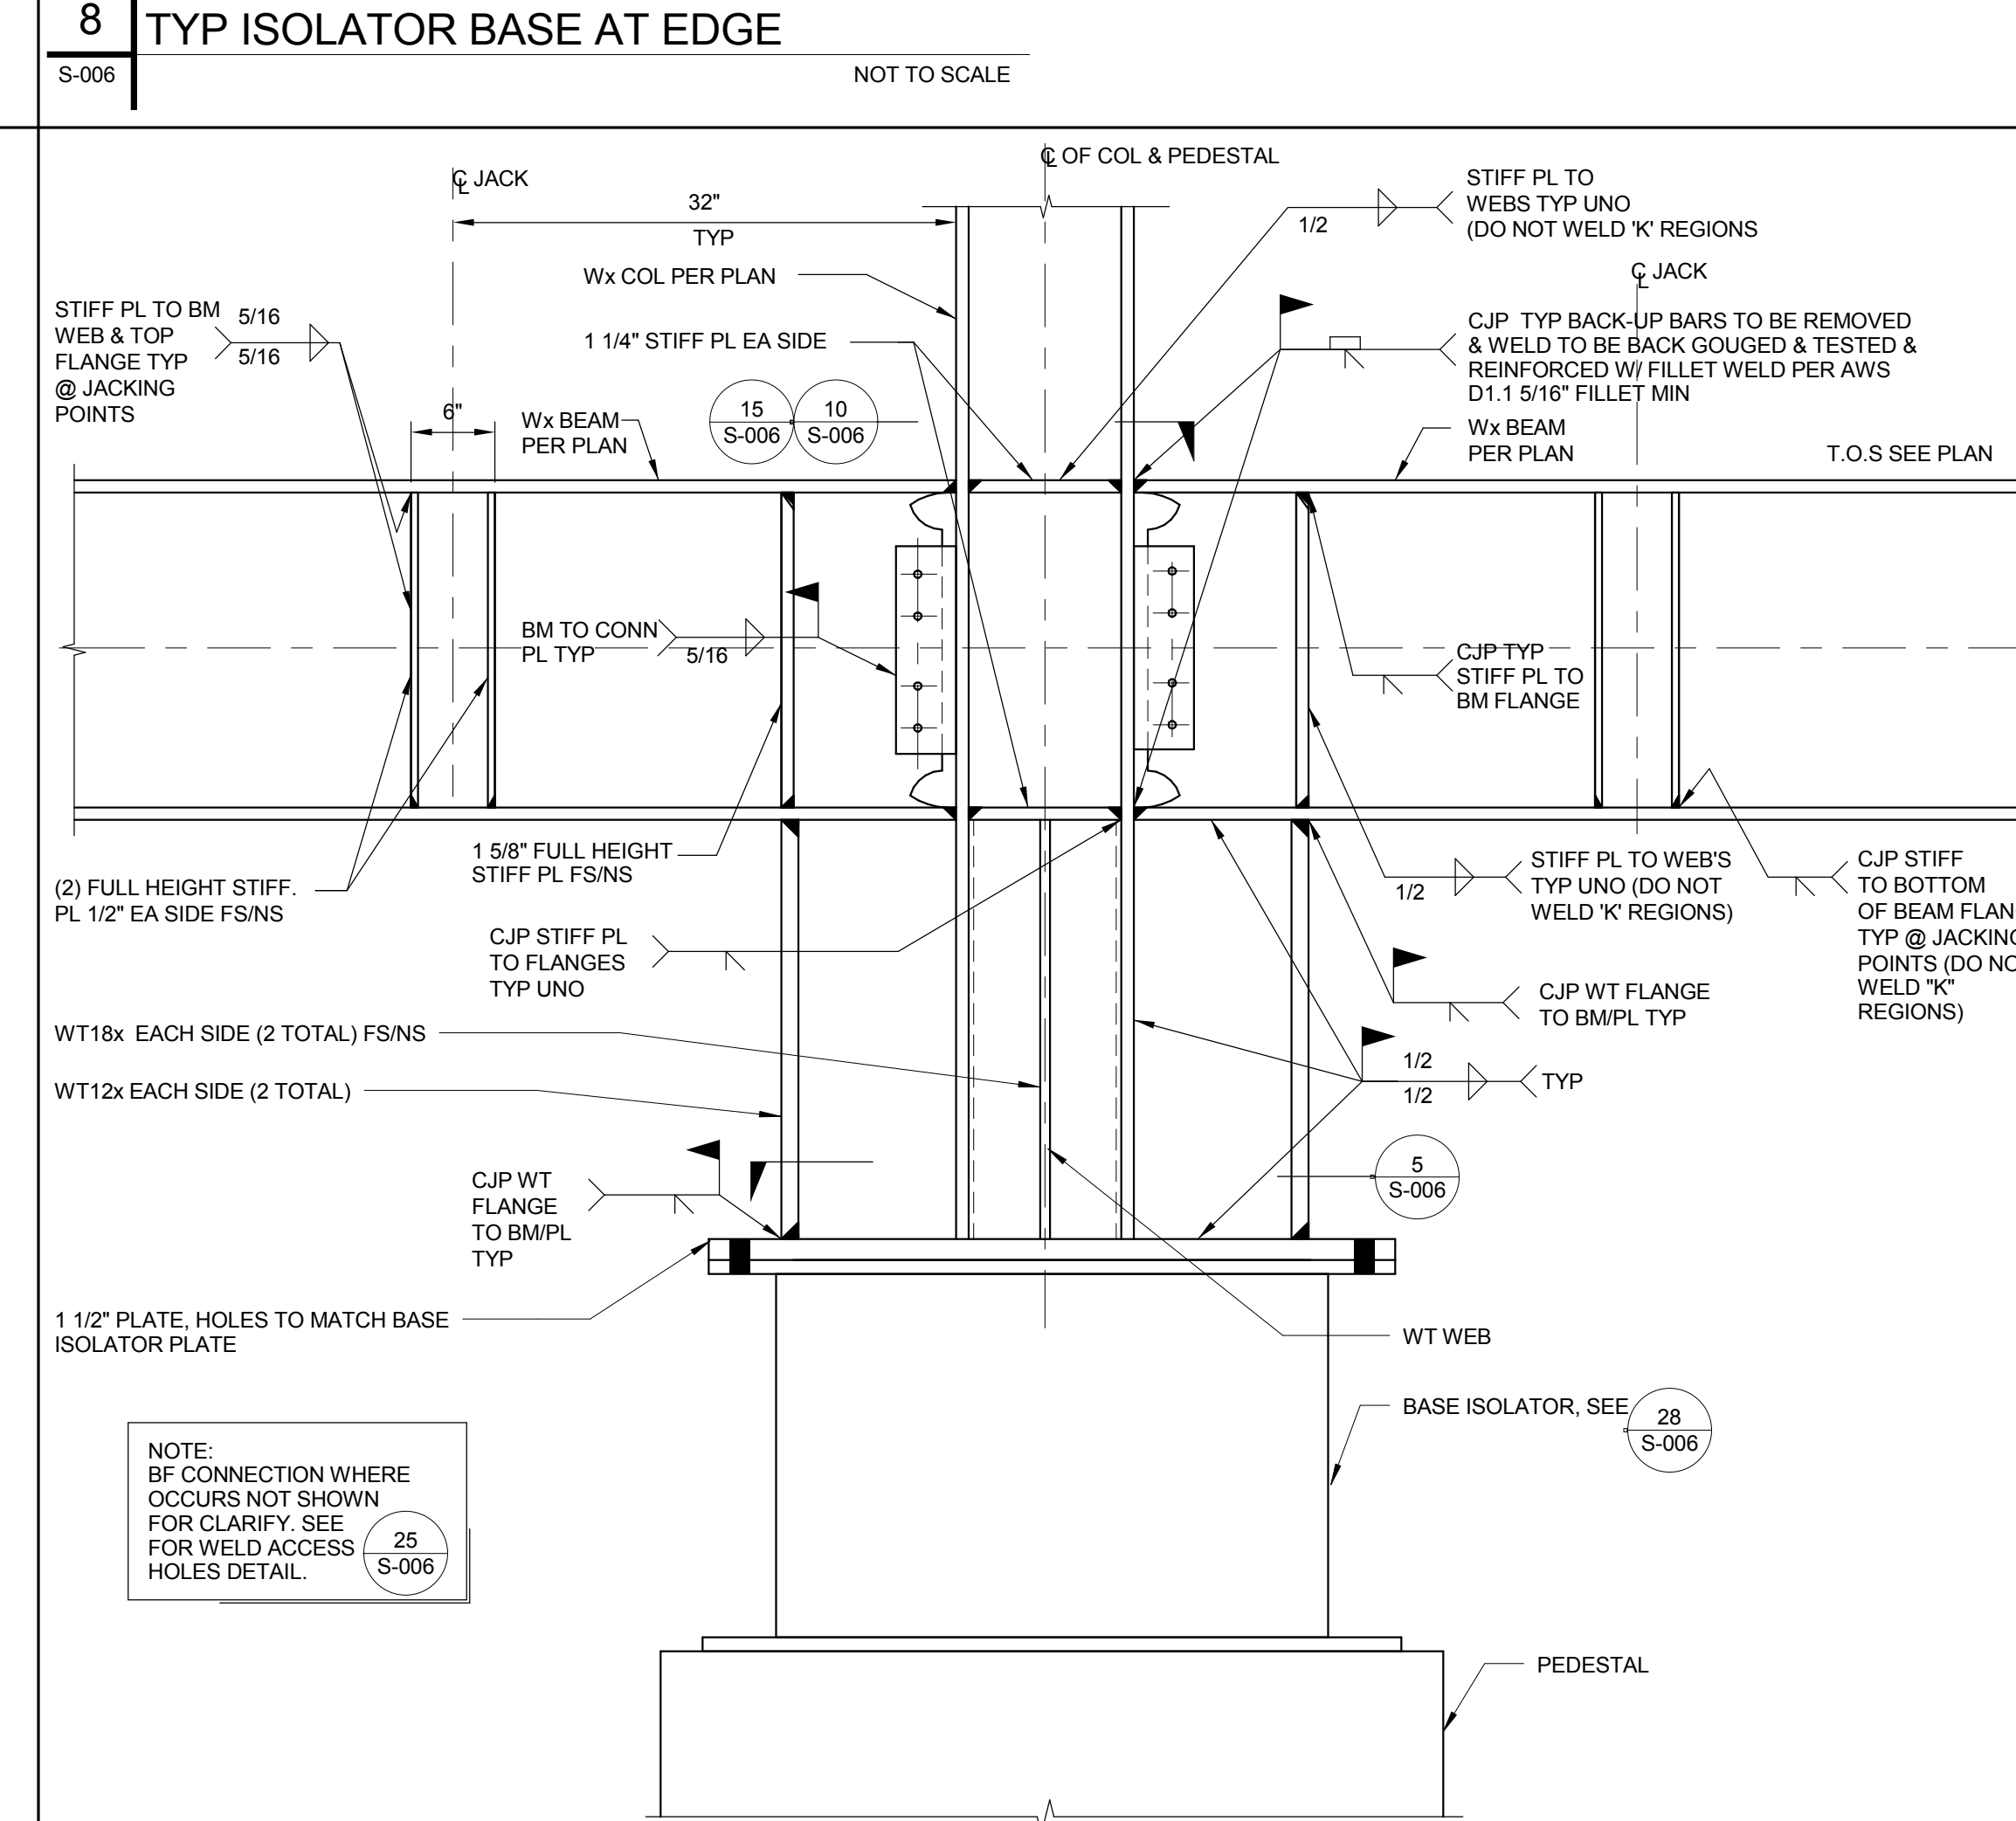 8
TYP ISOLATOR BASE AT EDGE
S-006
NOT TO SCALE
℄ OF COL & PEDESTAL
℄ JACK
32"
TYP
STIFF PL TO
WEBS TYP UNO
(DO NOT WELD 'K' REGIONS
1/2
Wx COL PER PLAN
℄ JACK
STIFF PL TO BM
WEB & TOP
FLANGE TYP
@ JACKING
POINTS
5/16
5/16
1 1/4" STIFF PL EA SIDE
CJP TYP BACK-UP BARS TO BE REMOVED
& WELD TO BE BACK GOUGED & TESTED &
REINFORCED W/ FILLET WELD PER AWS
D1.1 5/16" FILLET MIN
6"
Wx BEAM
PER PLAN
15
S-006
10
S-006
Wx BEAM
PER PLAN
T.O.S SEE PLAN
BM TO CONN
PL TYP
5/16
CJP TYP
STIFF PL TO
BM FLANGE
1 5/8" FULL HEIGHT
STIFF PL FS/NS
(2) FULL HEIGHT STIFF.
PL 1/2" EA SIDE FS/NS
STIFF PL TO WEB'S
TYP UNO (DO NOT
WELD 'K' REGIONS)
1/2
CJP STIFF
TO BOTTOM
OF BEAM FLAN
TYP @ JACKING
POINTS (DO NO
WELD "K"
REGIONS)
CJP STIFF PL
TO FLANGES
TYP UNO
CJP WT FLANGE
TO BM/PL TYP
WT18x EACH SIDE (2 TOTAL) FS/NS
WT12x EACH SIDE (2 TOTAL)
1/2
1/2
TYP
CJP WT
FLANGE
TO BM/PL
TYP
5
S-006
1 1/2" PLATE, HOLES TO MATCH BASE
ISOLATOR PLATE
WT WEB
BASE ISOLATOR, SEE
28
S-006
NOTE:
BF CONNECTION WHERE
OCCURS NOT SHOWN
FOR CLARIFY. SEE
FOR WELD ACCESS
HOLES DETAIL.
25
S-006
PEDESTAL